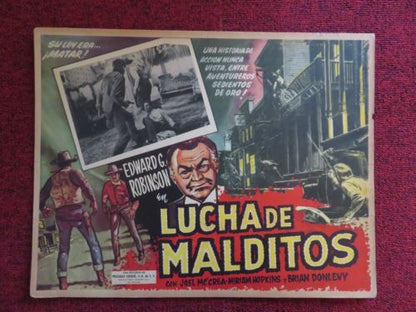 SU LEY ERA...
¡MATAR!
UNA HISTORIA DE
ACCION NUNCA
VISTA, ENTRE
AVENTUREROS
SEDIENTOS
DE ORO!
EDWARD G.
ROBINSON
en
LUCHA DE
MALDITOS
CON JOEL McCREA-MIRIAM HOPKINS Y BRIAN DONLEVY